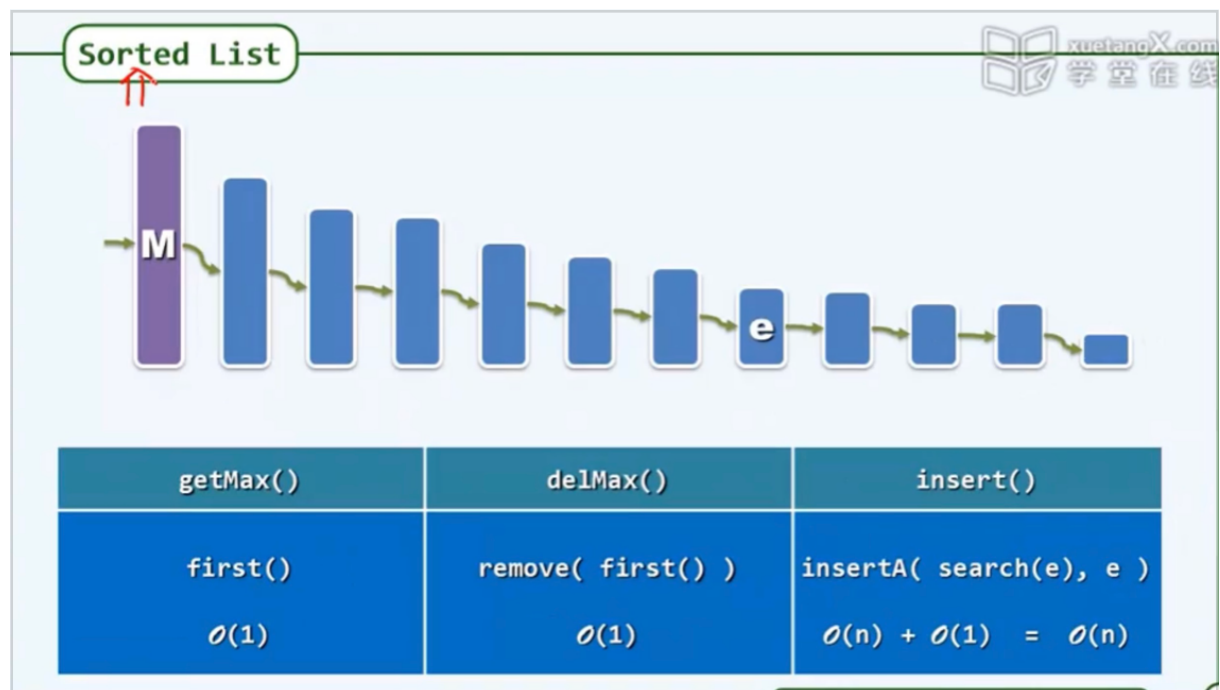 Sorted List
xuetangX.com
学堂在线
M
e
getMax()
delMax()
insert()
first()
remove( first() )
insertA( search(e), e )
O(1)
O(1)
O(n) + O(1) = O(n)